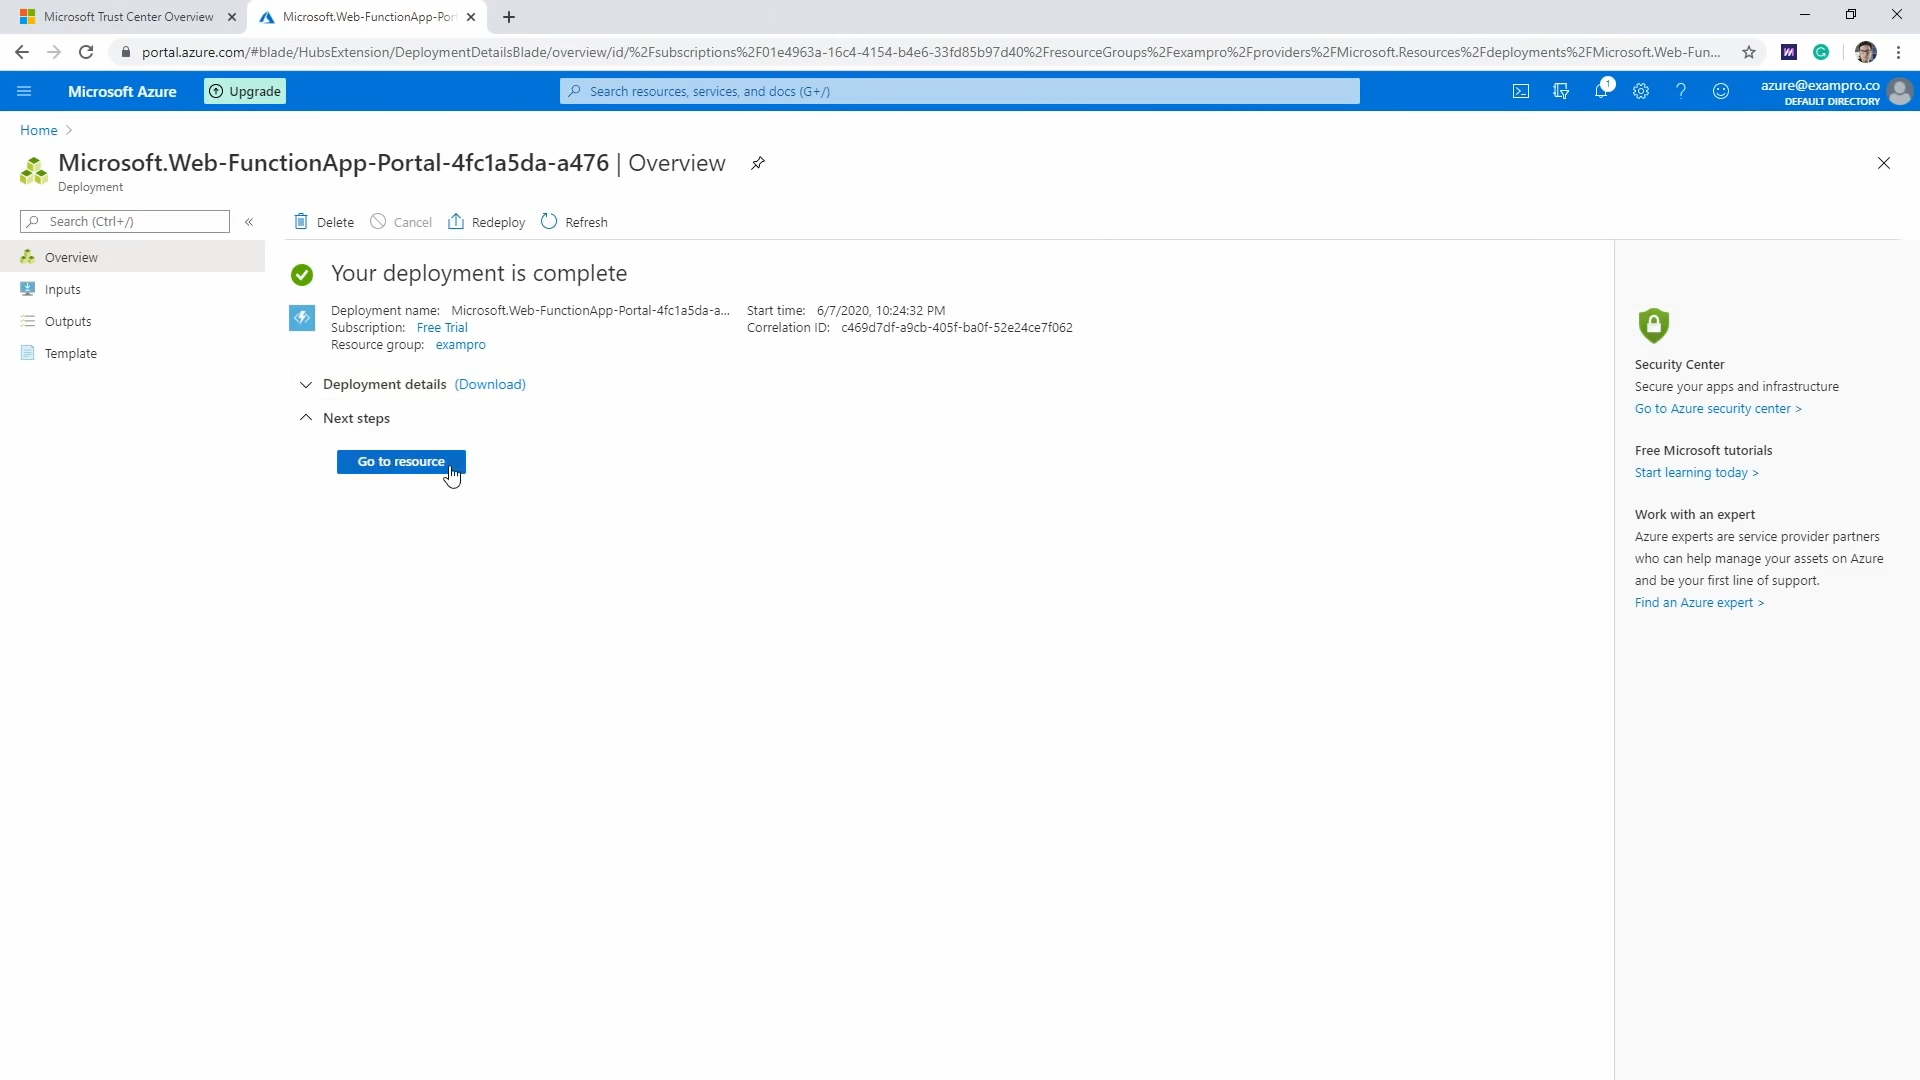 Microsoft Trust Center Overview
Microsoft.Web-FunctionApp-Por
portal.azure.com/#blade/HubsExtension/DeploymentDetailsBlade/overview/id/%2Fsubscriptions%2F01e4963a-16c4-4154-b4e6-33fd85b97d40%2FresourceGroups%2Fexampro%2Fproviders%2FMicrosoft.Resources%2Fdeployments%2FMicrosoft.Web-Fun...
Microsoft Azure
Upgrade
Search resources, services, and docs (G+/)
1
azure@exampro.co
DEFAULT DIRECTORY
Home
Microsoft.Web-FunctionApp-Portal-4fc1a5da-a476 | Overview
Deployment
Search (Ctrl+/)
Delete
Cancel
Redeploy
Refresh
Overview
Inputs
Outputs
Template
Your deployment is complete
Deployment name: Microsoft.Web-FunctionApp-Portal-4fc1a5da-a...
Subscription: Free Trial
Resource group: exampro
Start time: 6/7/2020, 10:24:32 PM
Correlation ID: c469d7df-a9cb-405f-ba0f-52e24ce7f062
Deployment details (Download)
Next steps
Go to resource
Security Center
Secure your apps and infrastructure
Go to Azure security center >
Free Microsoft tutorials
Start learning today >
Work with an expert
Azure experts are service provider partners
who can help manage your assets on Azure
and be your first line of support.
Find an Azure expert >